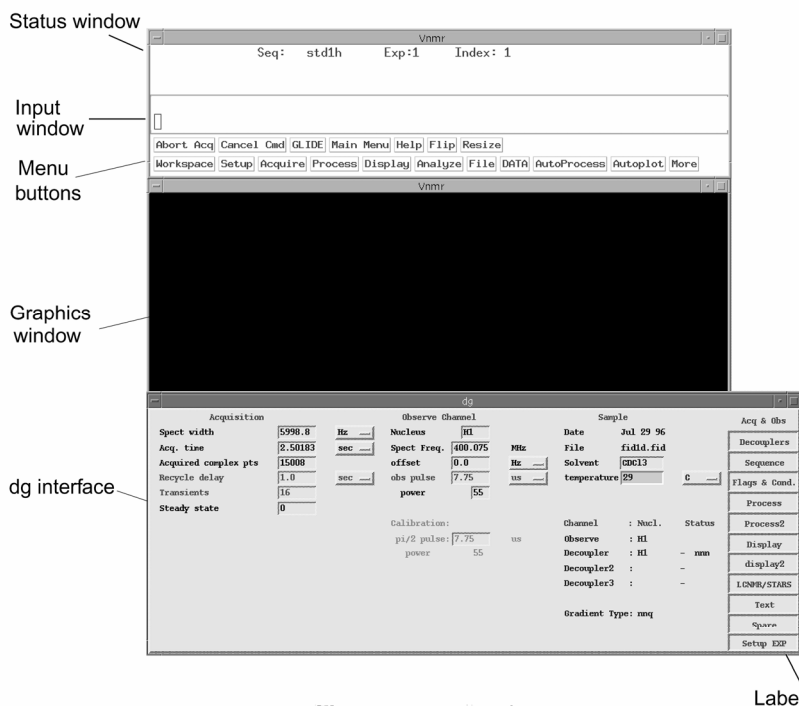 Status window
Vnmr
Seq: std1h Exp:1 Index: 1
Input window
Abort Acq Cancel Cmd GLIDE Main Menu Help Flip Resize
Menu buttons
Workspace Setup Acquire Process Display Analyze File DATA AutoProcess Autoplot More
Vnmr
Graphics window
dg
dg interface
Acquisition
Spect width 5998.8 Hz
Acq. time 2.50183 sec
Acquired complex pts 15008
Recycle delay 1.0 sec
Transients 16
Steady state 0
Observe Channel
Nucleus H1
Spect Freq. 400.075 MHz
offset 0.0 Hz
obs pulse 7.75 us
power 55
Calibration:
pi/2 pulse: 7.75 us
power 55
Sample
Date Jul 29 96
File fid1d.fid
Solvent CDCl3
temperature 29 C
Channel : Nucl. Status
Observe : H1
Decoupler : H1 - nnn
Decoupler2 : -
Decoupler3 : -
Gradient Type: nnq
Acq & Obs
Decouplers
Sequence
Flags & Cond.
Process
Process2
Display
display2
LCNMR/STARS
Text
Spare
Setup EXP
Labe